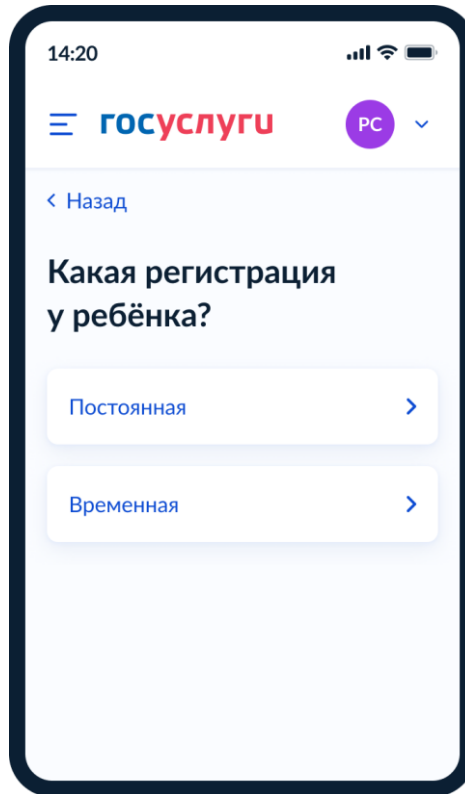 14:20
госуслуги
РС
Назад
Какая регистрация
у ребёнка?
Постоянная
Временная